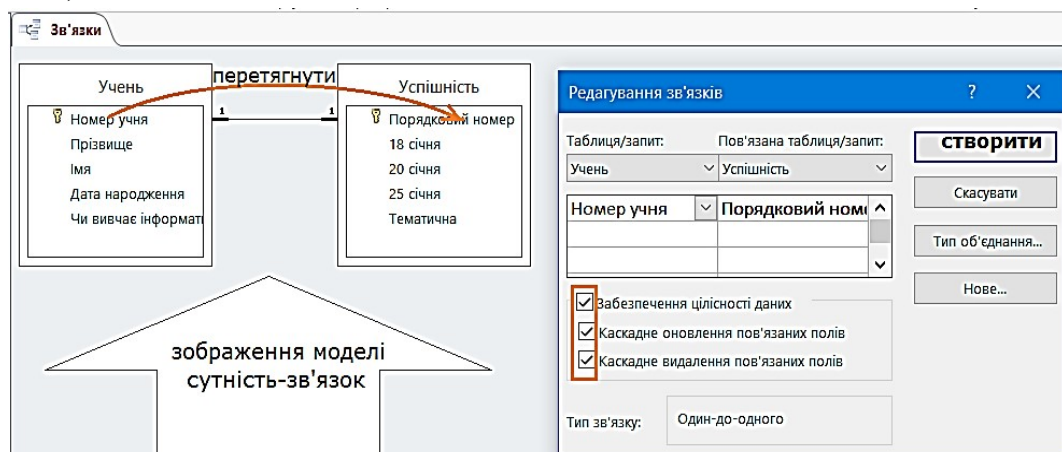 Зв'язки
Учень
Номер учня
Прізвище
Імя
Дата народження
Чи вивчає інформати
перетягнути
1 1
Успішність
Порядковий номер
18 січня
20 січня
25 січня
Тематична
зображення моделі
сутність-зв'язок
Редагування зв'язків ? ✕
Таблиця/запит: Пов'язана таблиця/запит:
Учень Успішність
Номер учня Порядковий номе
створити
Скасувати
Тип об'єднання...
Нове...
Забезпечення цілісності даних
Каскадне оновлення пов'язаних полів
Каскадне видалення пов'язаних полів
Тип зв'язку: Один-до-одного